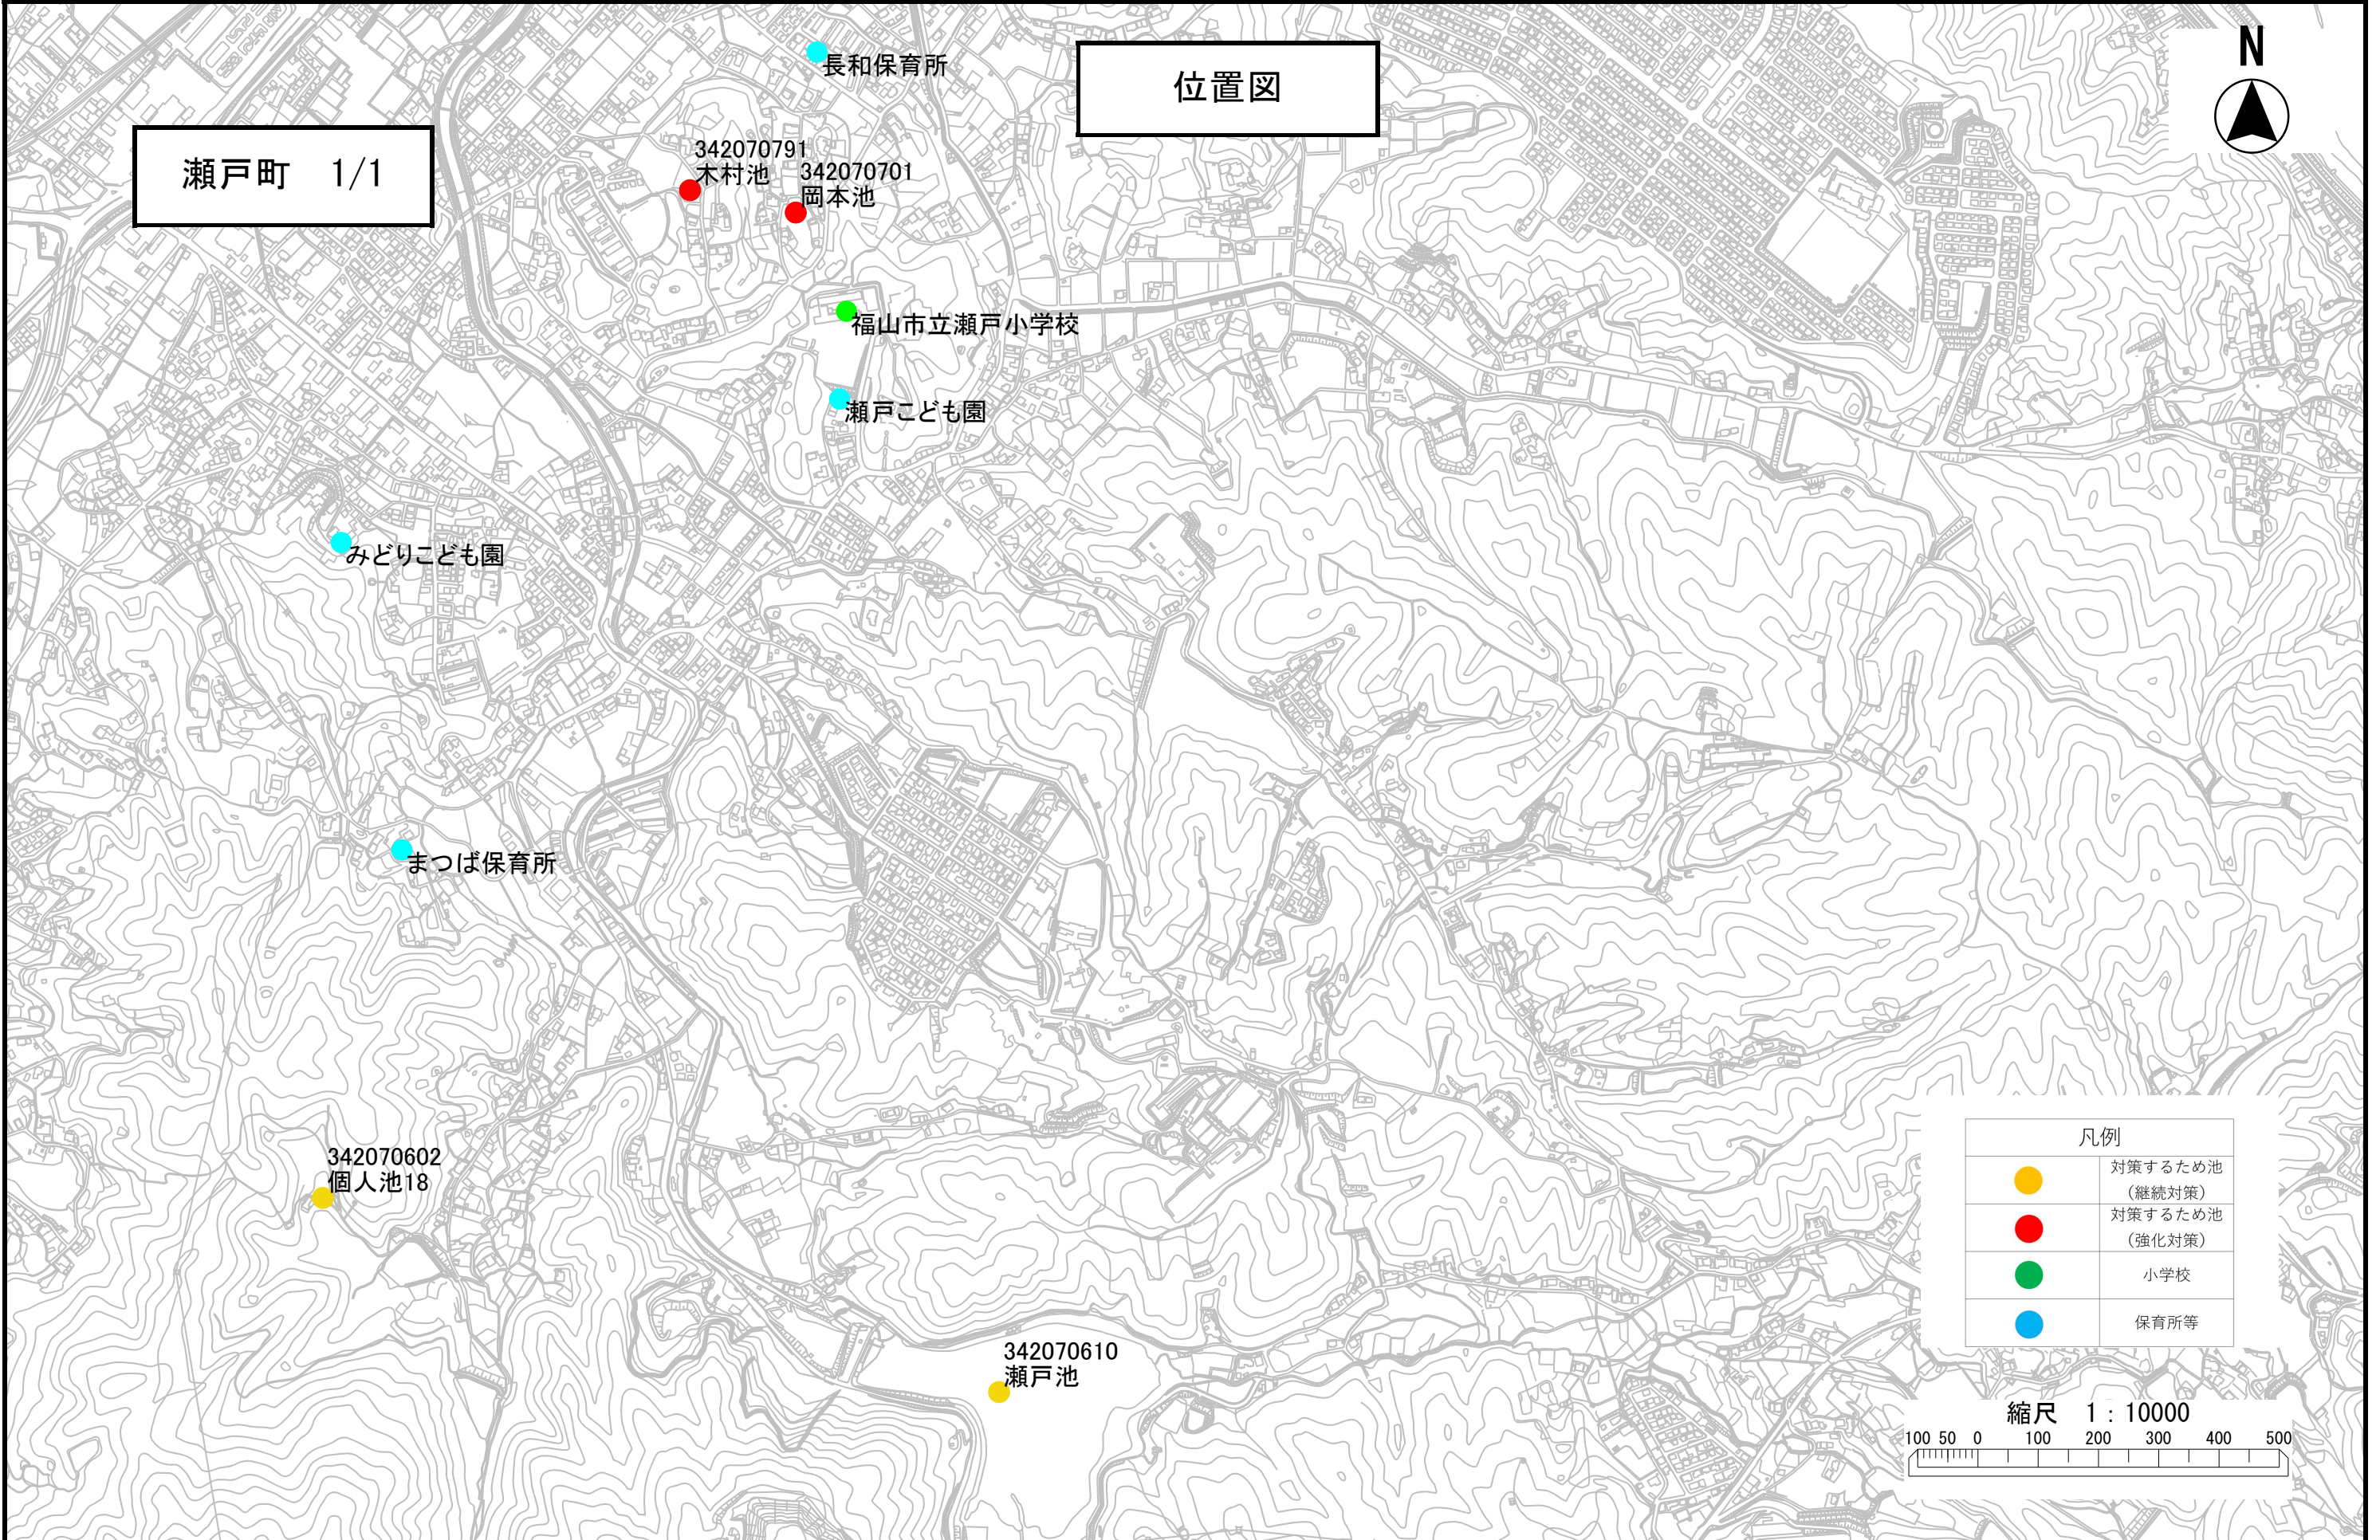 位置図
N
瀬戸町 1/1
長和保育所
342070791
木村池
342070701
岡本池
福山市立瀬戸小学校
瀬戸こども園
みどりこども園
まつば保育所
342070602
個人池18
342070610
瀬戸池
凡例
対策するため池
(継続対策)
対策するため池
(強化対策)
小学校
保育所等
縮尺 1:10000
100 50 0 100 200 300 400 500